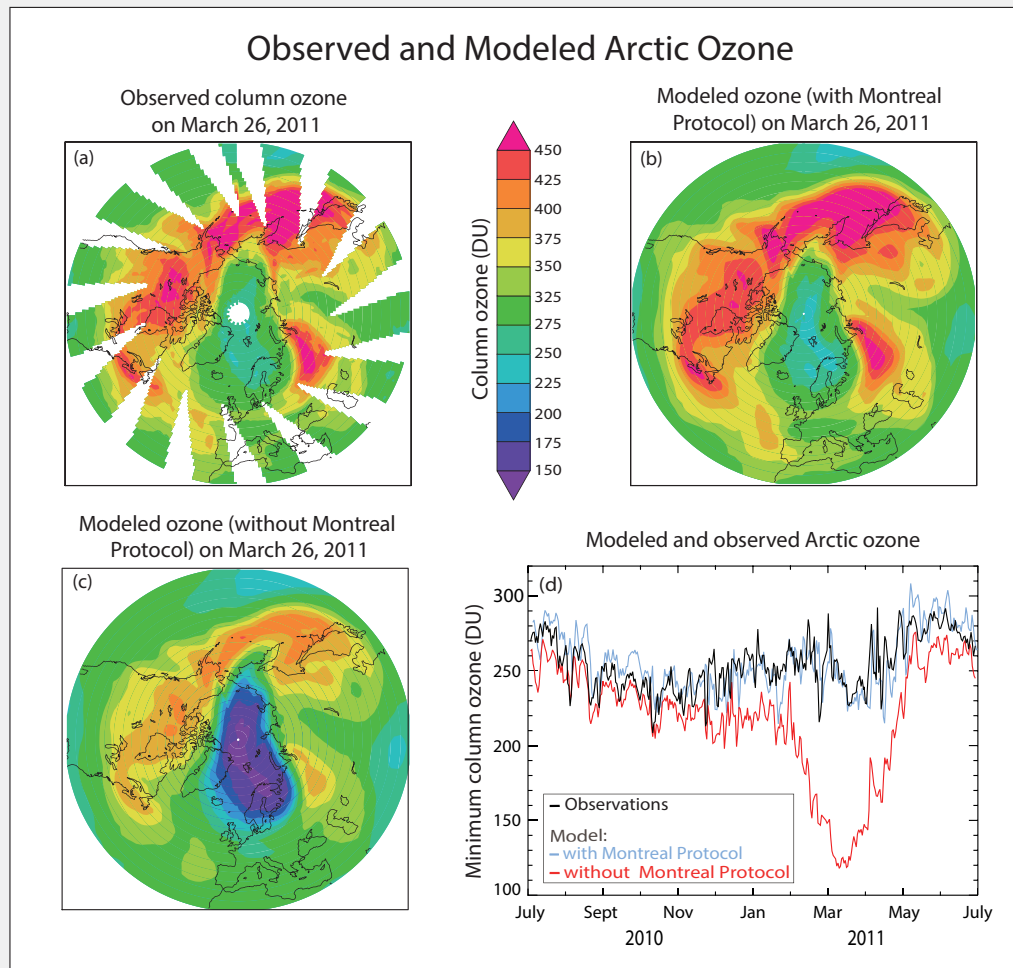 Observed and Modeled Arctic Ozone
Observed column ozone
on March 26, 2011
(a)
Column ozone (DU)
450
425
400
375
350
325
275
250
225
200
175
150
Modeled ozone (with Montreal
Protocol) on March 26, 2011
(b)
Modeled ozone (without Montreal
Protocol) on March 26, 2011
(c)
Modeled and observed Arctic ozone
(d)
Minimum column ozone (DU)
300
250
200
150
100
Observations
Model:
with Montreal Protocol
without Montreal Protocol
July Sept Nov Jan Mar May July
2010 2011